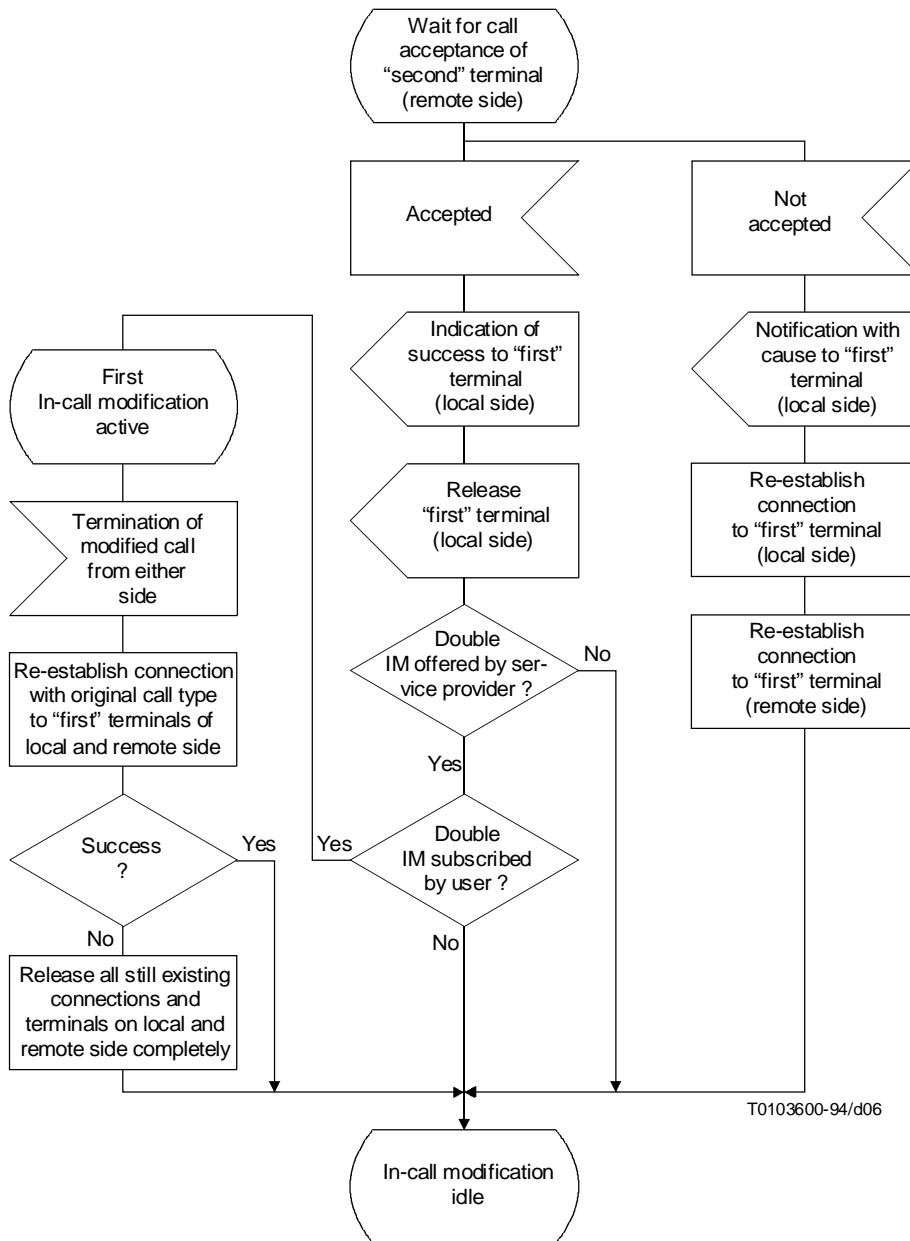 Wait for call
acceptance of
“second” terminal
(remote side)
Accepted
Not
accepted
Indication of
success to “first”
terminal
(local side)
Notification with
cause to “first”
terminal
(local side)
First
In-call modification
active
Release
“first” terminal
(local side)
Re-establish
connection
to “first” terminal
(local side)
Termination of
modified call
from either
side
Double
IM offered by ser-
vice provider ?
No
Re-establish
connection
to “first” terminal
(remote side)
Re-establish connection
with original call type
to “first” terminals of
local and remote side
Yes
Success
?
Yes
Yes
Double
IM subscribed
by user ?
No
No
Release all still existing
connections and
terminals on local and
remote side completely
T0103600-94/d06
In-call modification
idle